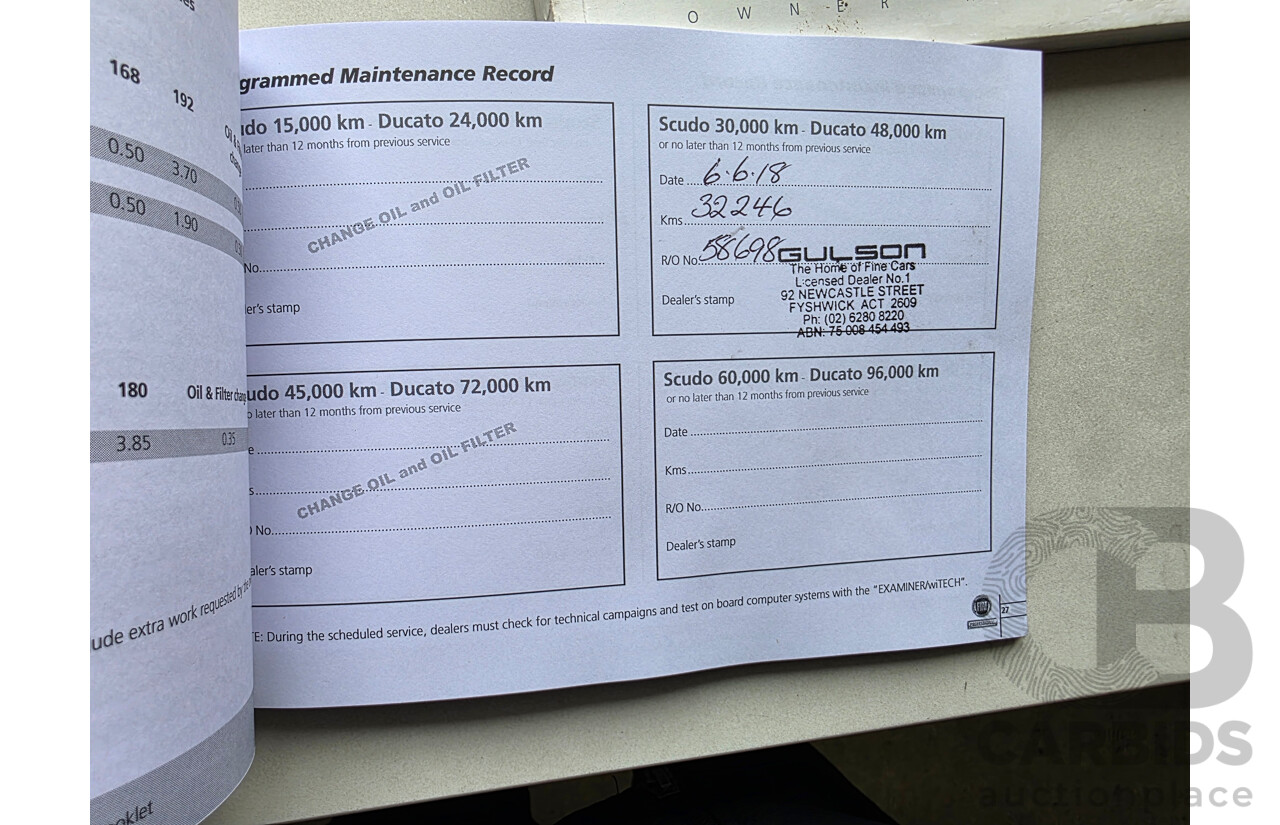 O W N E R
168
192
0.50 3.70
0.50 1.90
180 Oil & Filter
3.85 0.35
ude extra work requested by the
oklet
grammed Maintenance Record
udo 15,000 km - Ducato 24,000 km
later than 12 months from previous service
CHANGE OIL and OIL FILTER
No.
er's stamp
Scudo 30,000 km - Ducato 48,000 km
or no later than 12 months from previous service
Date 6.6.18
Kms 32246
R/O No. 58698 GULSON
The Home of Fine Cars
Licensed Dealer No.1
92 NEWCASTLE STREET
FYSHWICK ACT 2609
Ph: (02) 6280 8220
ABN: 75 008 454 493
Dealer's stamp
udo 45,000 km - Ducato 72,000 km
o later than 12 months from previous service
CHANGE OIL and OIL FILTER
No.
aler's stamp
Scudo 60,000 km - Ducato 96,000 km
or no later than 12 months from previous service
Date
Kms
R/O No.
Dealer's stamp
E: During the scheduled service, dealers must check for technical campaigns and test on board computer systems with the "EXAMINER/wiTECH".
27
CARBIDS
auctionplace